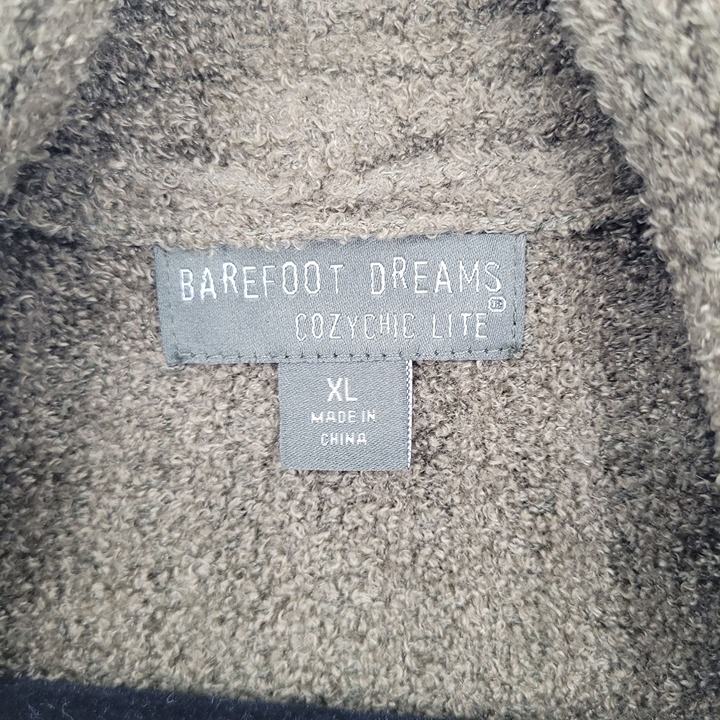 BAREFOOT DREAMS
®
COZYCHIC LITE
XL
MADE IN
CHINA